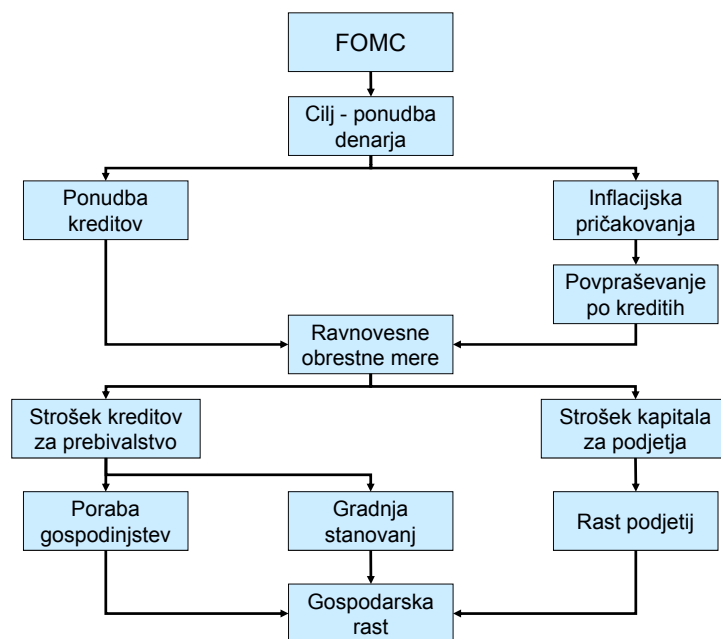 FOMC
Cilj - ponudba
denarja
Ponudba
kreditov
Inflacijska
pričakovanja
Povpraševanje
po kreditih
Ravnovesne
obrestne mere
Strošek kreditov
za prebivalstvo
Strošek kapitala
za podjetja
Poraba
gospodinjstev
Gradnja
stanovanj
Rast podjetij
Gospodarska
rast